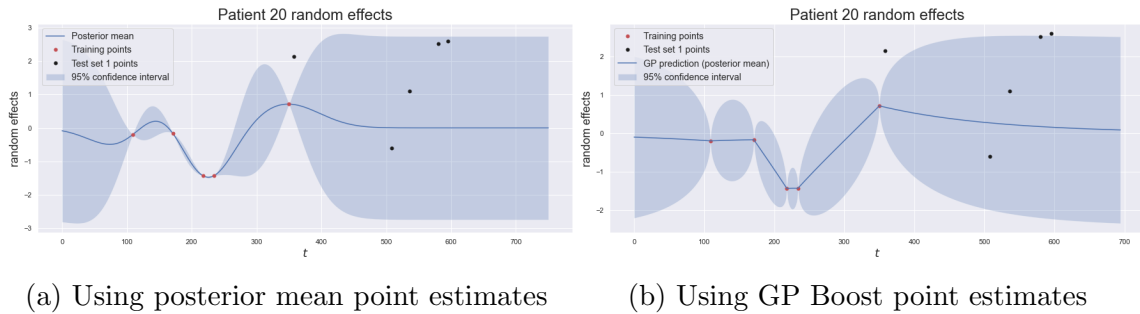 Patient 20 random effects
Posterior mean
Training points
Test set 1 points
95% confidence interval
random effects
3
2
1
0
−1
−2
−3
0 100 200 300 400 500 600 700
t
(a) Using posterior mean point estimates
Patient 20 random effects
Training points
Test set 1 points
GP prediction (posterior mean)
95% confidence interval
random effects
2
1
0
−1
−2
0 100 200 300 400 500 600 700
t
(b) Using GP Boost point estimates